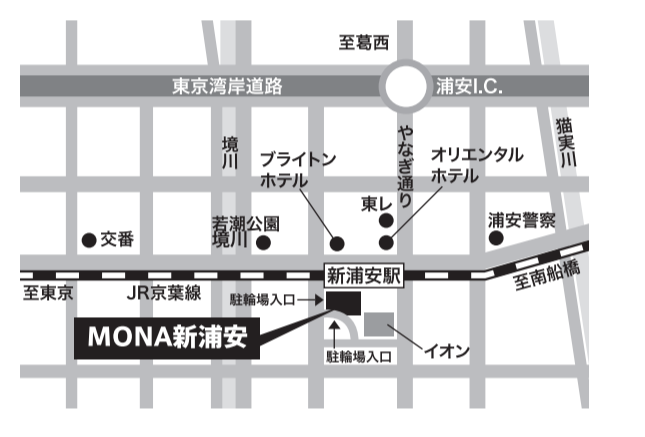 至葛西
東京湾岸道路
浦安I.C.
境川
ブライトン
ホテル
やなぎ通り
オリエンタル
ホテル
猫実川
東レ
若潮公園
境川
浦安警察
交番
新浦安駅
至東京
JR京葉線
駐輪場入口
至南船橋
MONA新浦安
駐輪場入口
イオン